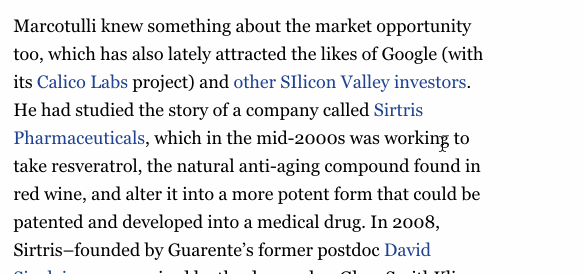 Marcotulli knew something about the market opportunity
too, which has also lately attracted the likes of Google (with
its Calico Labs project) and other SIlicon Valley investors.
He had studied the story of a company called Sirtris
Pharmaceuticals, which in the mid-2000s was working to
take resveratrol, the natural anti-aging compound found in
red wine, and alter it into a more potent form that could be
patented and developed into a medical drug. In 2008,
Sirtris–founded by Guarente’s former postdoc David